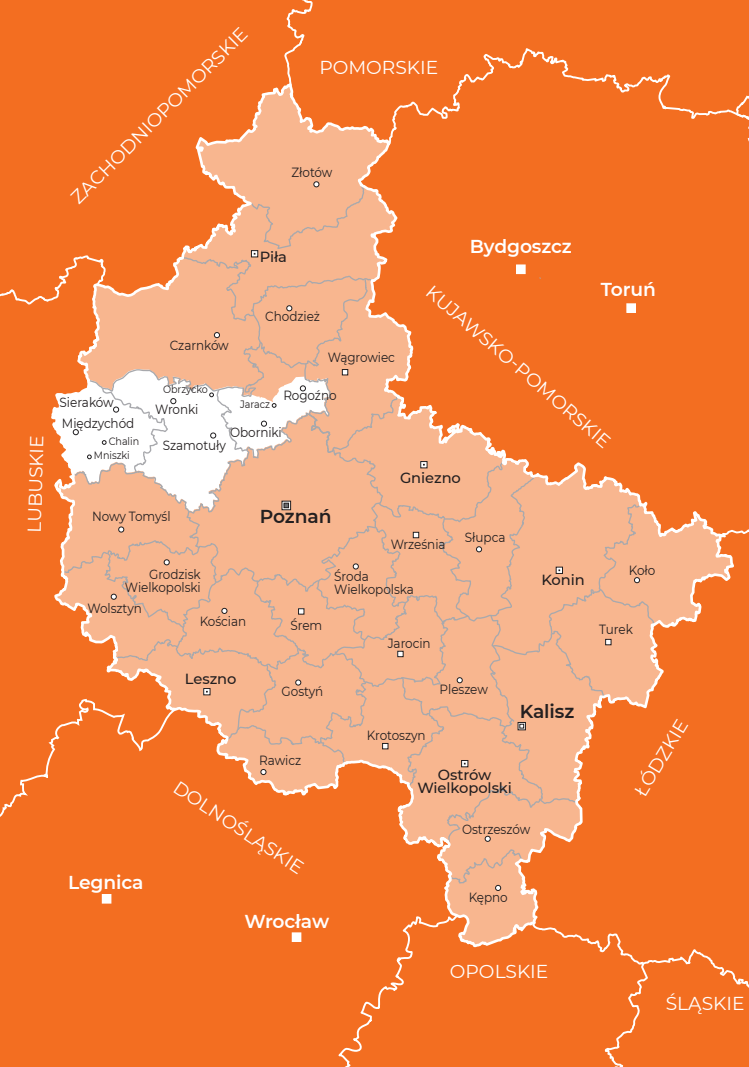 ZACHODNIOPOMORSKIE
POMORSKIE
Złotów
Bydgoszcz
Piła
Toruń
KUJAWSKO-POMORSKIE
Chodzież
Czarnków
Wągrowiec
Obrzycko
Rogoźno
Sieraków
Wronki
Jaracz
Międzychód
Oborniki
Chalin
Szamotuły
Mniszki
LUBUSKIE
Gniezno
Nowy Tomyśl
Poznań
Września
Słupca
Grodzisk
Wielkopolski
Środa
Wielkopolska
Konin
Koło
Wolsztyn
Kościan
Śrem
Turek
Jarocin
Leszno
Gostyń
Pleszew
Kalisz
Krotoszyn
ŁÓDZKIE
Rawicz
Ostrów
Wielkopolski
DOLNOŚLĄSKIE
Ostrzeszów
Legnica
Kępno
Wrocław
OPOLSKIE
ŚLĄSKIE